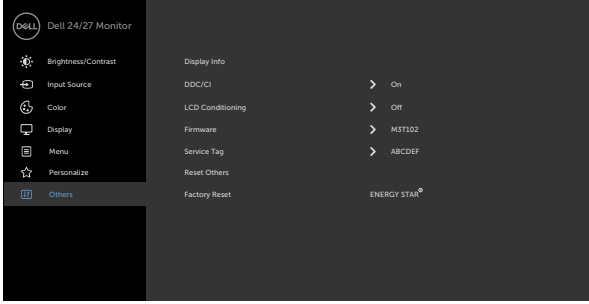 DELL Dell 24/27 Monitor
Brightness/Contrast Display Info
Input Source DDC/CI On
Color LCD Conditioning Off
Display Firmware M3T102
Menu Service Tag ABCDEF
Personalize Reset Others
Others Factory Reset ENERGY STAR®